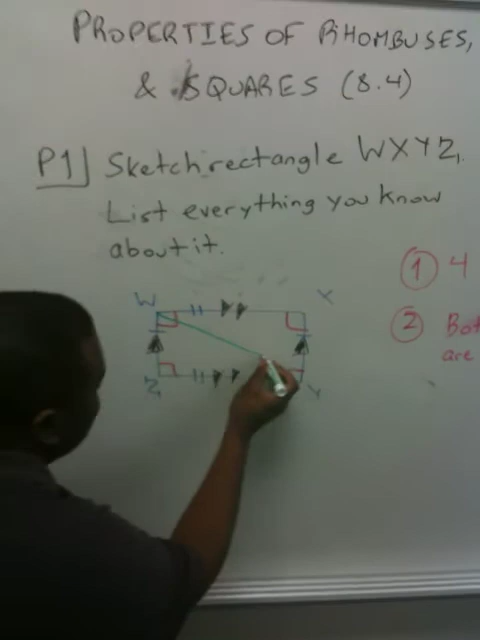 PROPERTIES OF RHOMBUSES,
& SQUARES (8.4)
P1] Sketch rectangle WXYZ.
List everything you know
about it.
① 4
② Bot
are
W X
Z Y